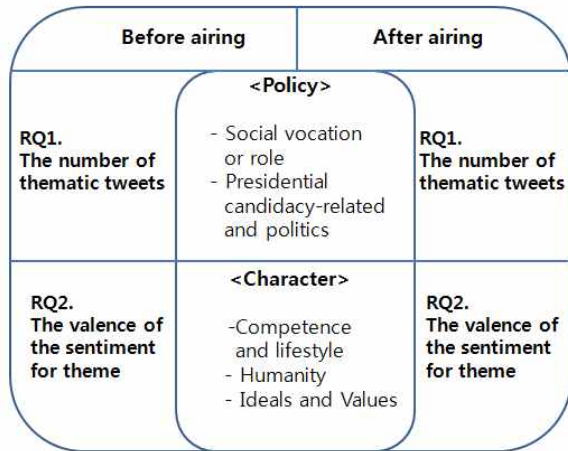 Before airing
After airing
RQ1.
The number of
thematic tweets
<Policy>
- Social vocation
or role
- Presidential
candidacy-related
and politics
RQ1.
The number of
thematic tweets
RQ2.
The valence of
the sentiment
for theme
<Character>
-Competence
and lifestyle
- Humanity
- Ideals and Values
RQ2.
The valence of
the sentiment
for theme